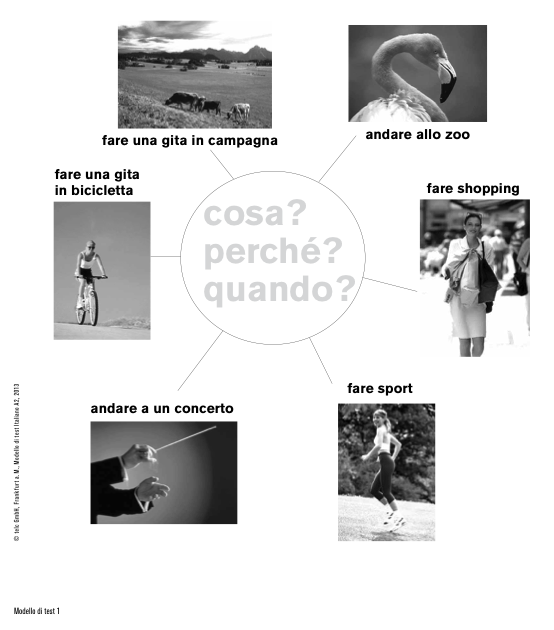 fare una gita in campagna
andare allo zoo
fare una gita
in bicicletta
fare shopping
cosa?
perché?
quando?
andare a un concerto
fare sport
© telc GmbH, Frankfurt a. M., Modello di test Italiano A2, 2013
Modello di test 1